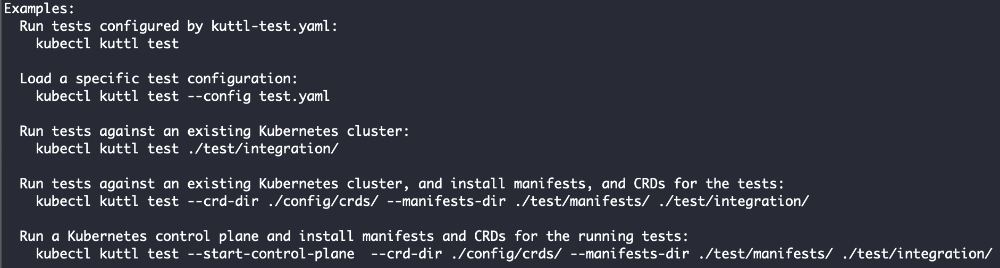 Examples:
  Run tests configured by kuttl-test.yaml:
    kubectl kuttl test

  Load a specific test configuration:
    kubectl kuttl test --config test.yaml

  Run tests against an existing Kubernetes cluster:
    kubectl kuttl test ./test/integration/

  Run tests against an existing Kubernetes cluster, and install manifests, and CRDs for the tests:
    kubectl kuttl test --crd-dir ./config/crds/ --manifests-dir ./test/manifests/ ./test/integration/

  Run a Kubernetes control plane and install manifests and CRDs for the running tests:
    kubectl kuttl test --start-control-plane  --crd-dir ./config/crds/ --manifests-dir ./test/manifests/ ./test/integration/